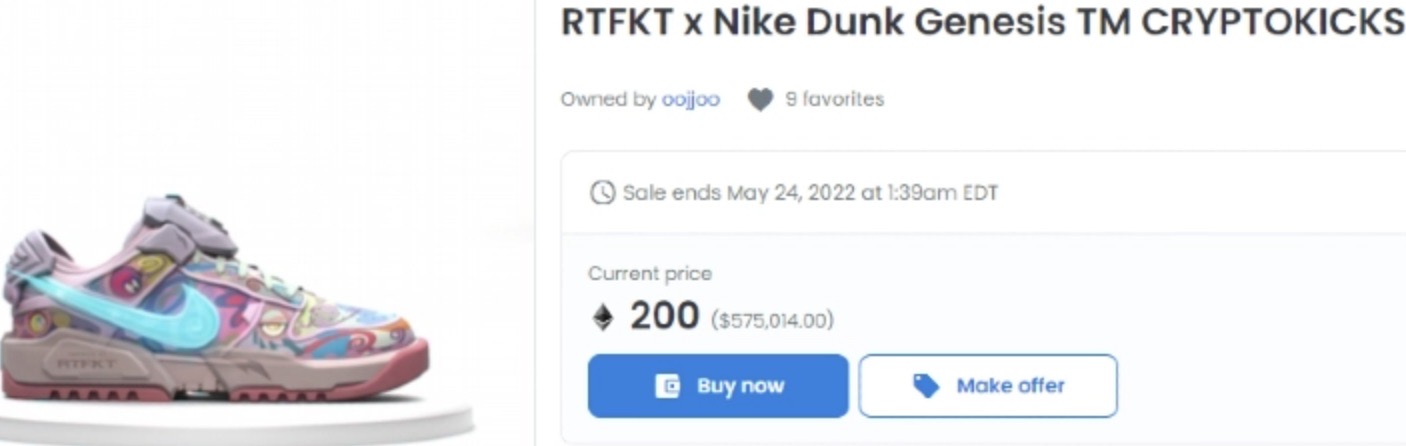 RTFKT x Nike Dunk Genesis TM CRYPTOKICKS
Owned by oojjoo 9 favorites
Sale ends May 24, 2022 at 1:39am EDT
Current price
200 ($575,014.00)
Buy now Make offer
RTFKT